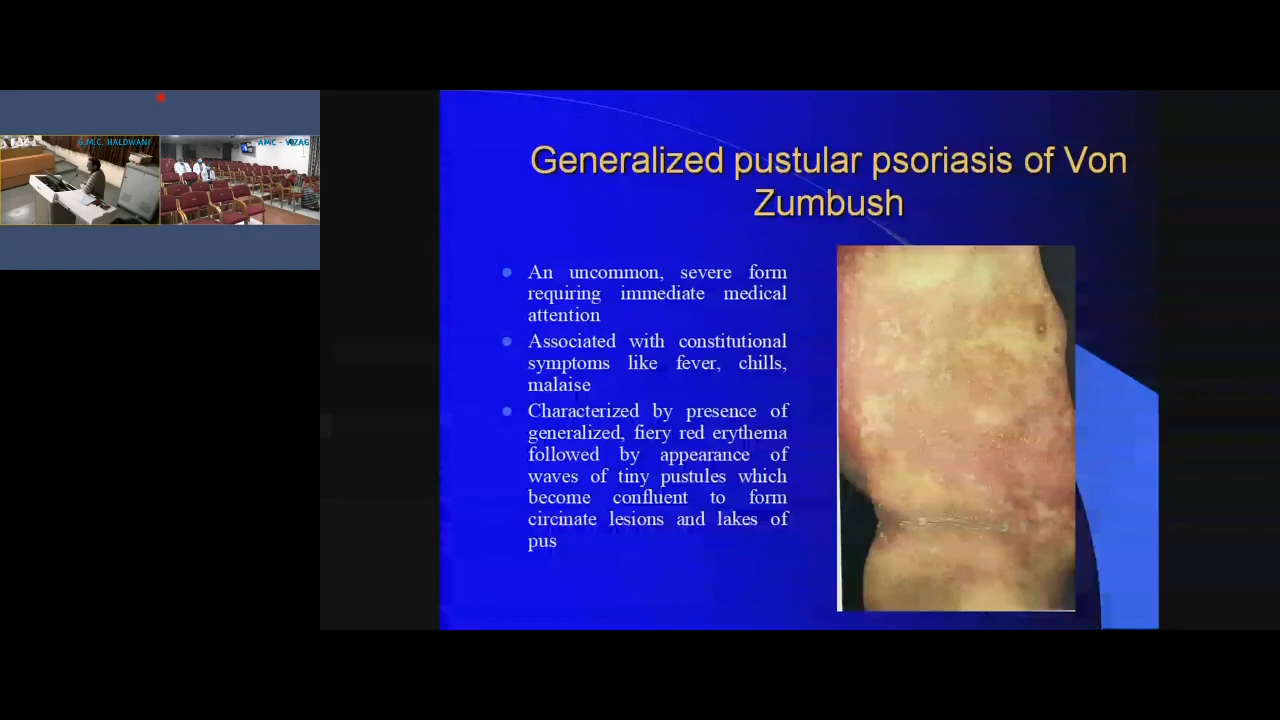 G.M.C. HALDWANI
AMC - VIZAG
Generalized pustular psoriasis of Von
Zumbush
An uncommon, severe form
requiring immediate medical
attention
Associated with constitutional
symptoms like fever, chills,
malaise
Characterized by presence of
generalized, fiery red erythema
followed by appearance of
waves of tiny pustules which
become confluent to form
circinate lesions and lakes of
pus